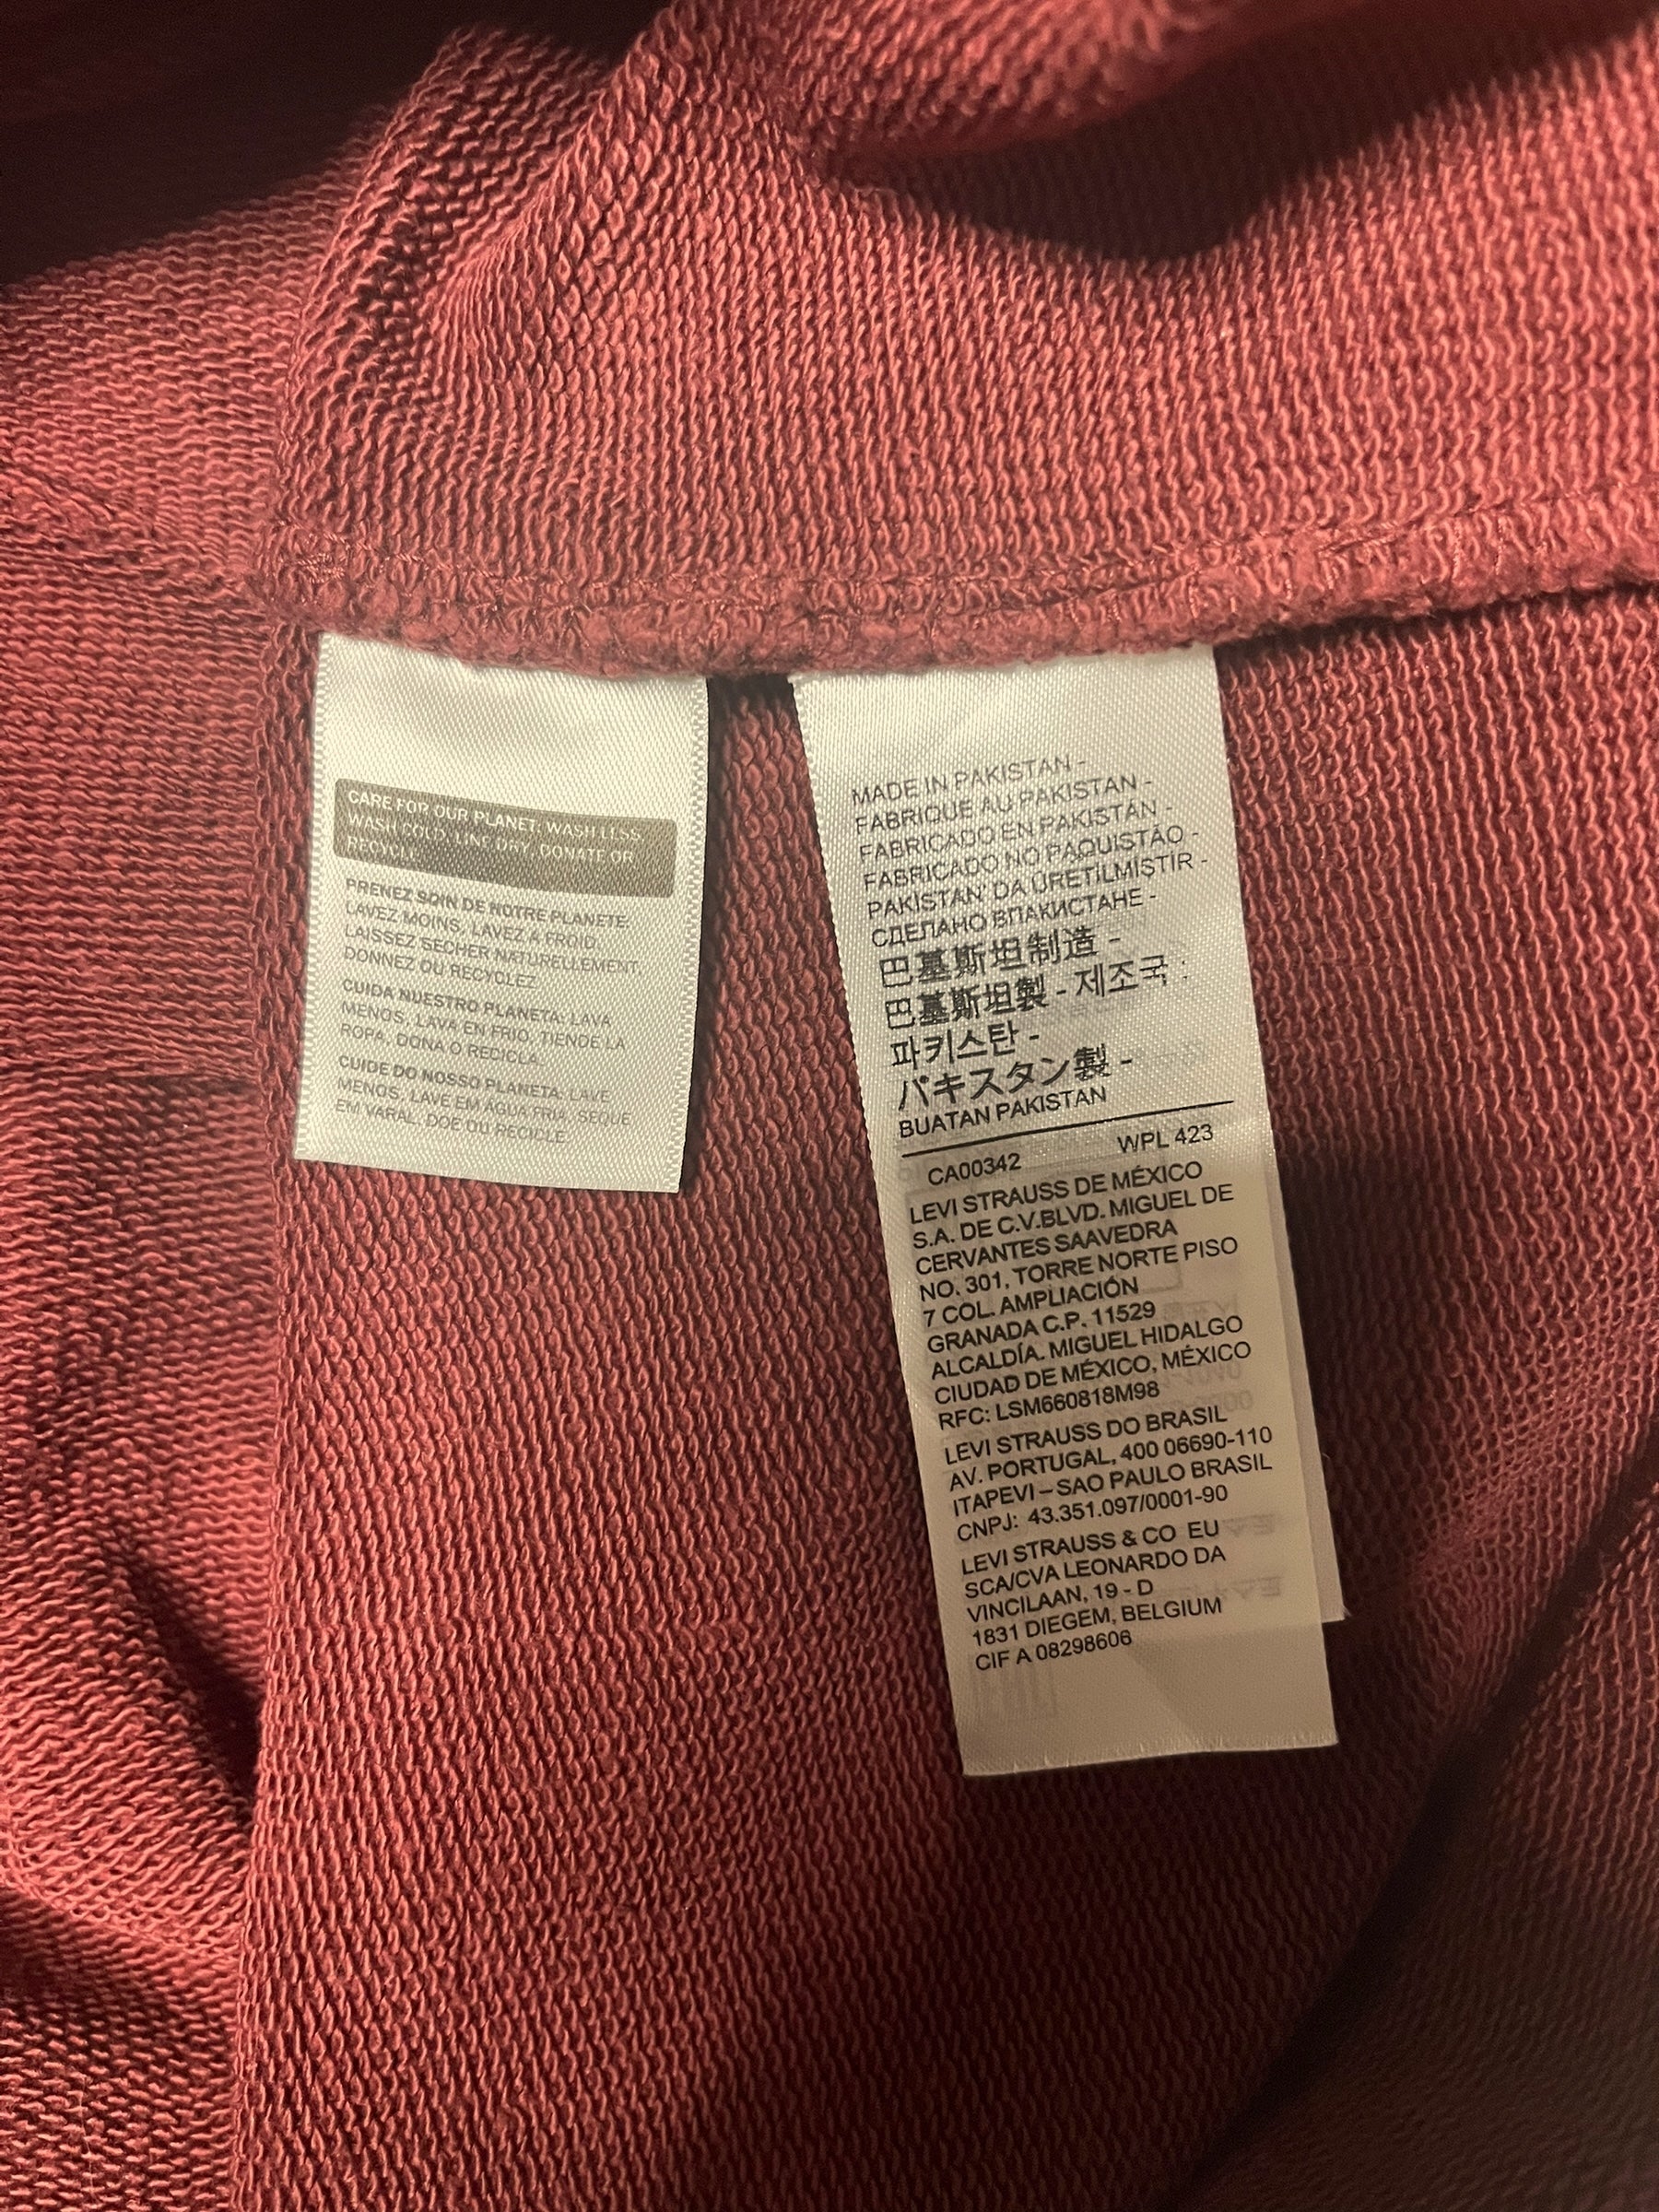 CARE FOR OUR PLANET: WASH LESS,
WASH COLD, LINE DRY, DONATE OR
RECYCLE.
PRENEZ SOIN DE NOTRE PLANÈTE:
LAVEZ MOINS, LAVEZ À FROID.
LAISSEZ SÉCHER NATURELLEMENT.
DONNEZ OU RECYCLEZ
CUIDA NUESTRO PLANETA: LAVA
MENOS, LAVA EN FRÍO, TIENDE LA
ROPA, DONA O RECICLA.
CUIDE DO NOSSO PLANETA: LAVE
MENOS, LAVE EM ÁGUA FRIA, SEQUE
EM VARAL, DOE OU RECICLE.
MADE IN PAKISTAN -
FABRIQUE AU PAKISTAN -
FABRICADO EN PAKISTÁN -
FABRICADO NO PAQUISTÃO -
PAKISTAN' DA ÜRETILMIŞTIR -
СДЕЛАНО ВПАКИСТАНЕ -
巴基斯坦制造 -
巴基斯坦製 - 제조국 :
파키스탄 -
パキスタン製 -
BUATAN PAKISTAN
CA00342 WPL 423
LEVI STRAUSS DE MÉXICO
S.A. DE C.V.BLVD. MIGUEL DE
CERVANTES SAAVEDRA
NO. 301, TORRE NORTE PISO
7 COL. AMPLIACIÓN
GRANADA C.P. 11529
ALCALDÍA. MIGUEL HIDALGO
CIUDAD DE MÉXICO, MÉXICO
RFC: LSM660818M98
LEVI STRAUSS DO BRASIL
AV. PORTUGAL, 400 06690-110
ITAPEVI – SAO PAULO BRASIL
CNPJ: 43.351.097/0001-90
LEVI STRAUSS & CO EU
SCA/CVA LEONARDO DA
VINCILAAN, 19 - D
1831 DIEGEM, BELGIUM
CIF A 08298606